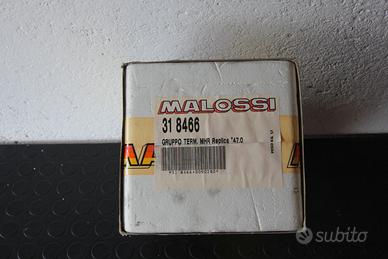 MALOSSI
31 8466
GRUPPO TERM. MHR Replica *47.0
subito